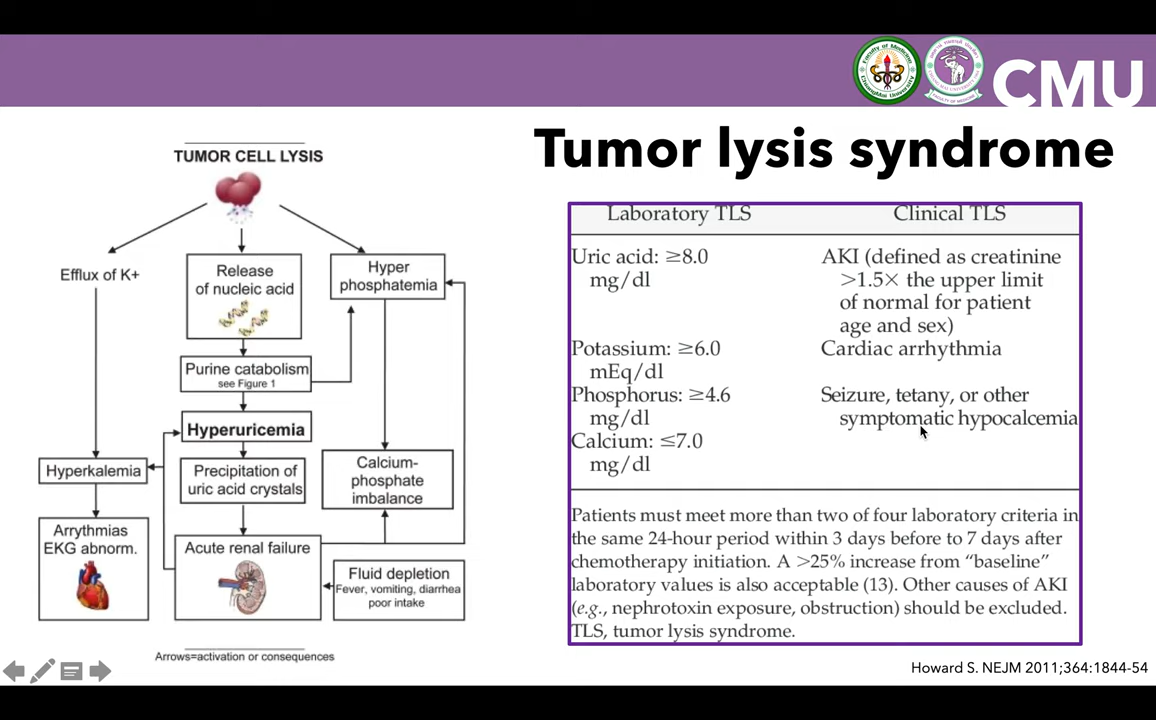 Faculty of Medicine
ChiangMai University
CMU
Tumor lysis syndrome
TUMOR CELL LYSIS
Efflux of K+
Release
of nucleic acid
Hyper
phosphatemia
Purine catabolism
see Figure 1
Hyperuricemia
Hyperkalemia
Precipitation of
uric acid crystals
Calcium-
phosphate
imbalance
Arrythmias
EKG abnorm.
Acute renal failure
Fluid depletion
Fever, vomiting, diarrhea
poor intake
Arrows=activation or consequences
Laboratory TLS
Clinical TLS
Uric acid: ≥8.0
mg/dl
AKI (defined as creatinine
>1.5× the upper limit
of normal for patient
age and sex)
Potassium: ≥6.0
mEq/dl
Cardiac arrhythmia
Phosphorus: ≥4.6
mg/dl
Seizure, tetany, or other
symptomatic hypocalcemia
Calcium: ≤7.0
mg/dl
Patients must meet more than two of four laboratory criteria in
the same 24-hour period within 3 days before to 7 days after
chemotherapy initiation. A >25% increase from “baseline”
laboratory values is also acceptable (13). Other causes of AKI
(e.g., nephrotoxin exposure, obstruction) should be excluded.
TLS, tumor lysis syndrome.
Howard S. NEJM 2011;364:1844-54